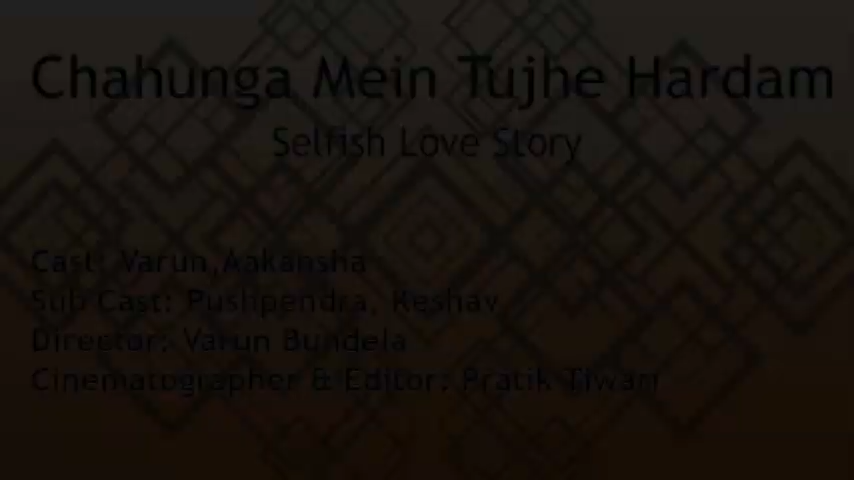 Chahunga Mein Tujhe Hardam
Selfish Love Story
Cast: Varun,Aakansha
Sub Cast: Pushpendra, Keshav
Director: Varun Bundela
Cinematographer & Editor: Pratik Tiwari